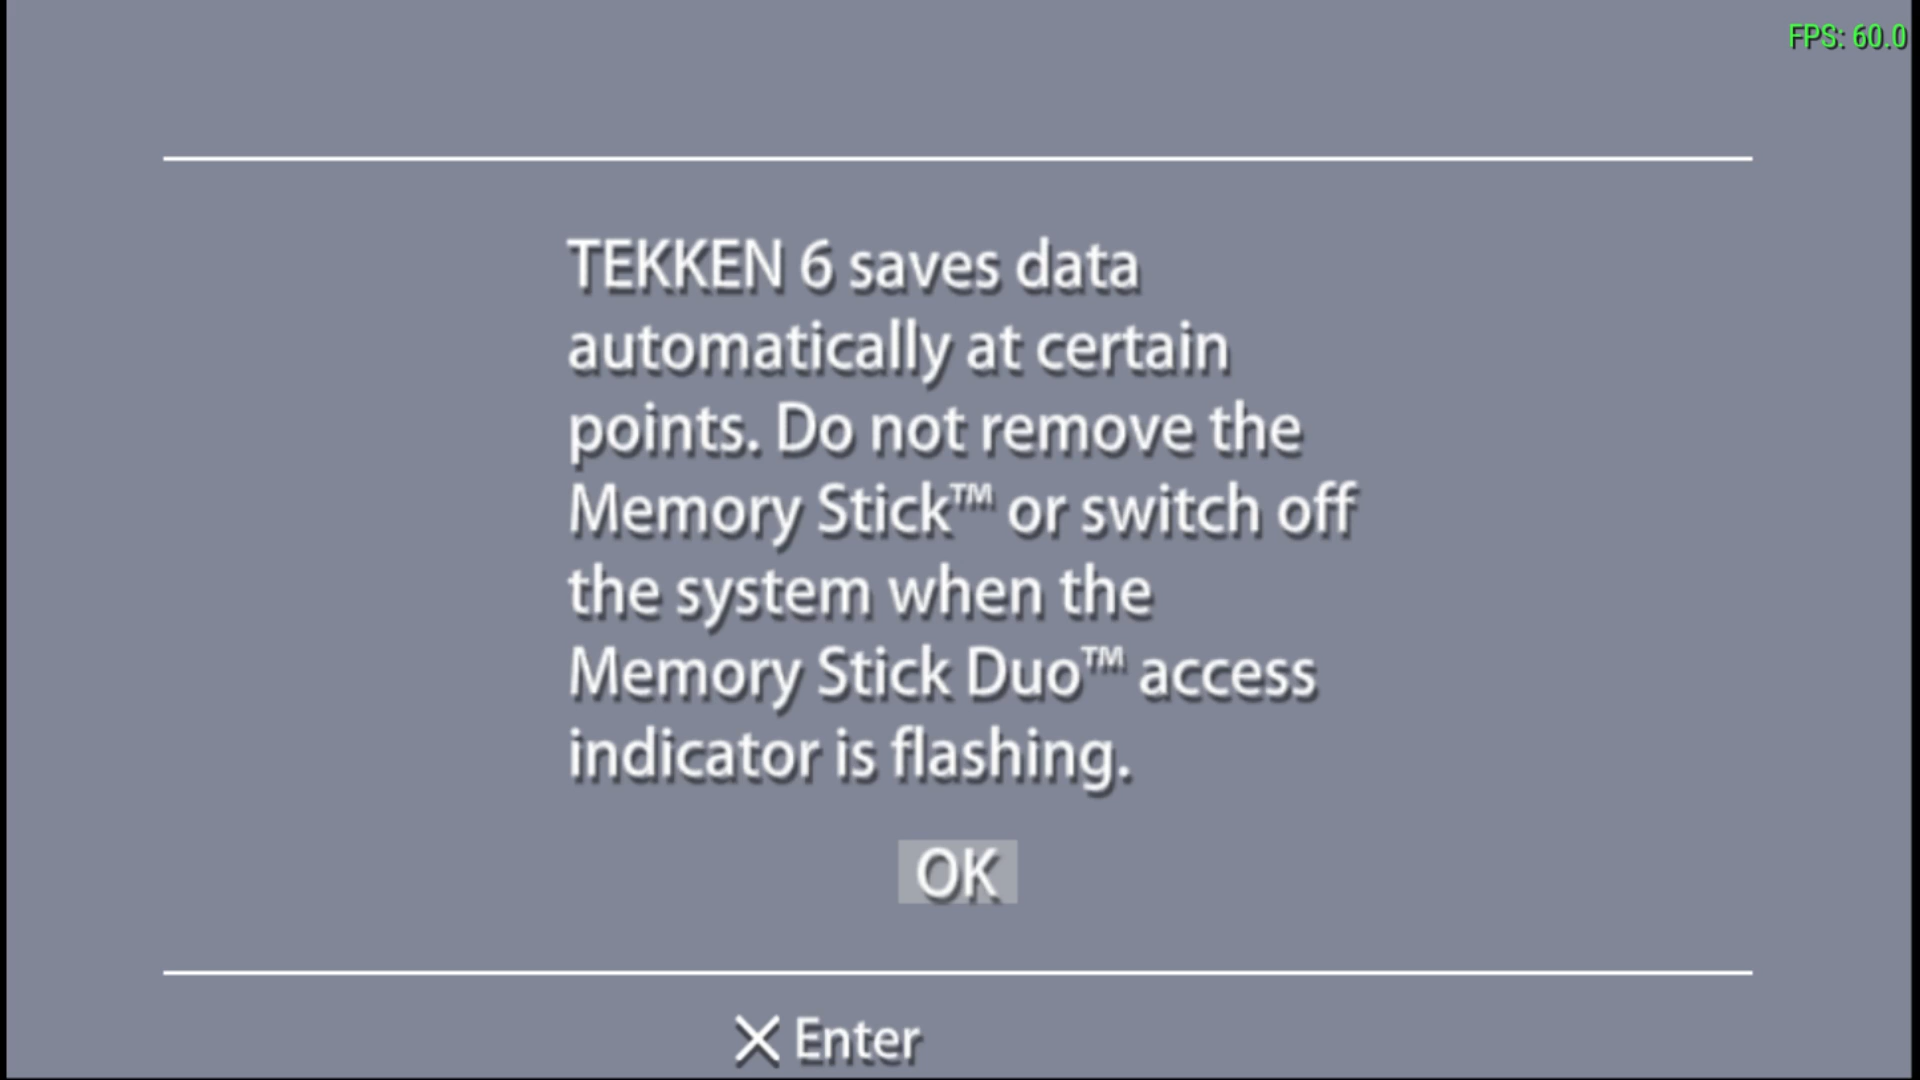 FPS: 60.0
TEKKEN 6 saves data
automatically at certain
points. Do not remove the
Memory Stick™ or switch off
the system when the
Memory Stick Duo™ access
indicator is flashing.
OK
Enter